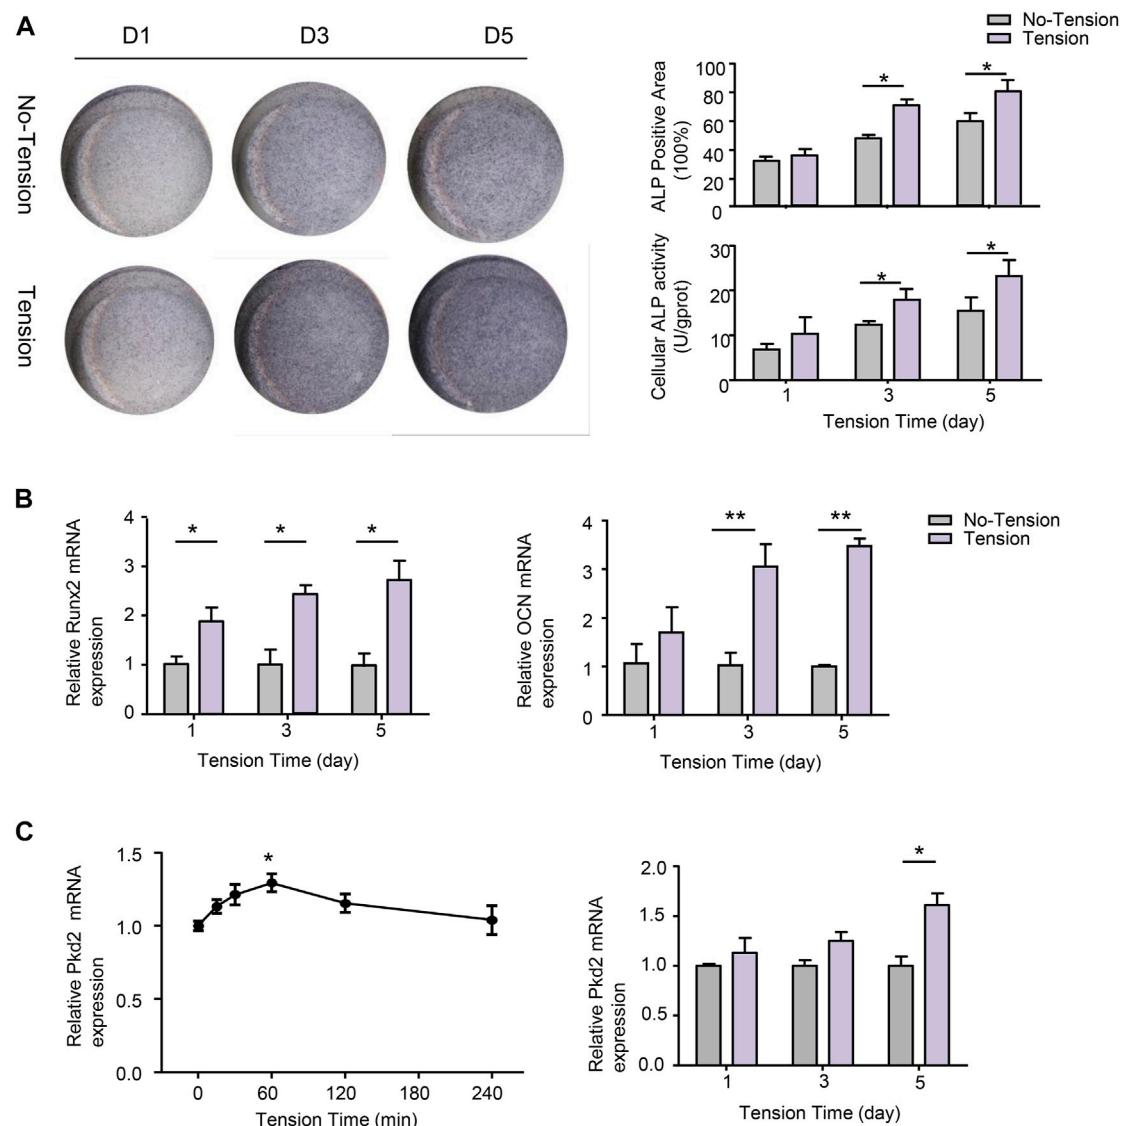 A
D1 D3 D5
No-Tension
Tension
No-Tension
Tension
ALP Positive Area
(100%)
100
80
60
40
20
0
*
*
Cellular ALP activity
(U/gprot)
30
20
10
0
*
*
1 3 5
Tension Time (day)
B
Relative Runx2 mRNA
expression
4
3
2
1
0
* * *
1 3 5
Tension Time (day)
Relative OCN mRNA
expression
4
3
2
1
0
** **
1 3 5
Tension Time (day)
No-Tension
Tension
C
Relative Pkd2 mRNA
expression
1.5
1.0
0.5
0.0
*
0 60 120 180 240
Tension Time (min)
Relative Pkd2 mRNA
expression
2.0
1.5
1.0
0.5
0.0
*
1 3 5
Tension Time (day)